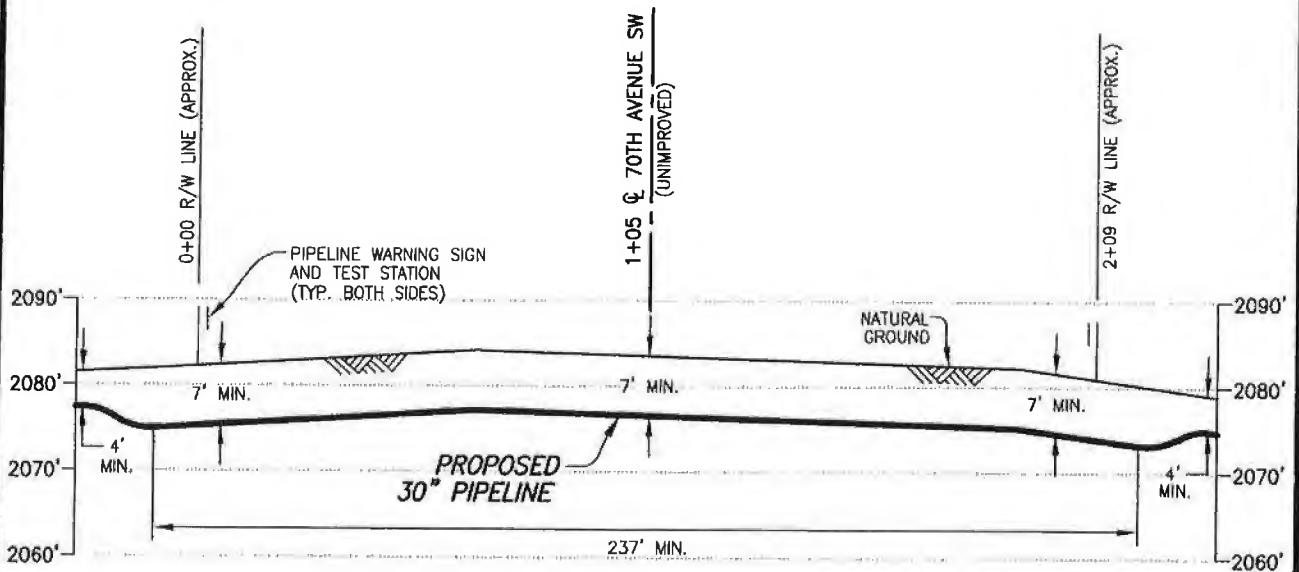 0+00 R/W LINE (APPROX.)
1+05 ℄ 70TH AVENUE SW
(UNIMPROVED)
2+09 R/W LINE (APPROX.)
PIPELINE WARNING SIGN
AND TEST STATION
(TYP. BOTH SIDES)
2090'
2090'
NATURAL
GROUND
2080'
2080'
7' MIN.
7' MIN.
7' MIN.
4'
MIN.
2070'
2070'
PROPOSED
30" PIPELINE
4'
MIN.
237' MIN.
2060'
2060'